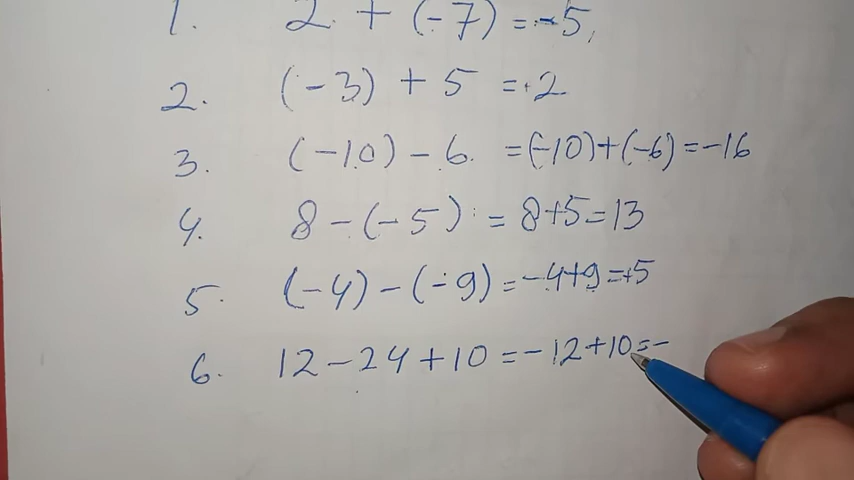 1. 2 + (-7) = -5,
2. (-3) + 5 = +2
3. (-10) - 6. = (-10)+(-6) = -16
4. 8 - (-5) = 8+5 = 13
5. (-4) - (-9) = -4+9 = +5
6. 12 - 24 + 10 = -12+10 = -